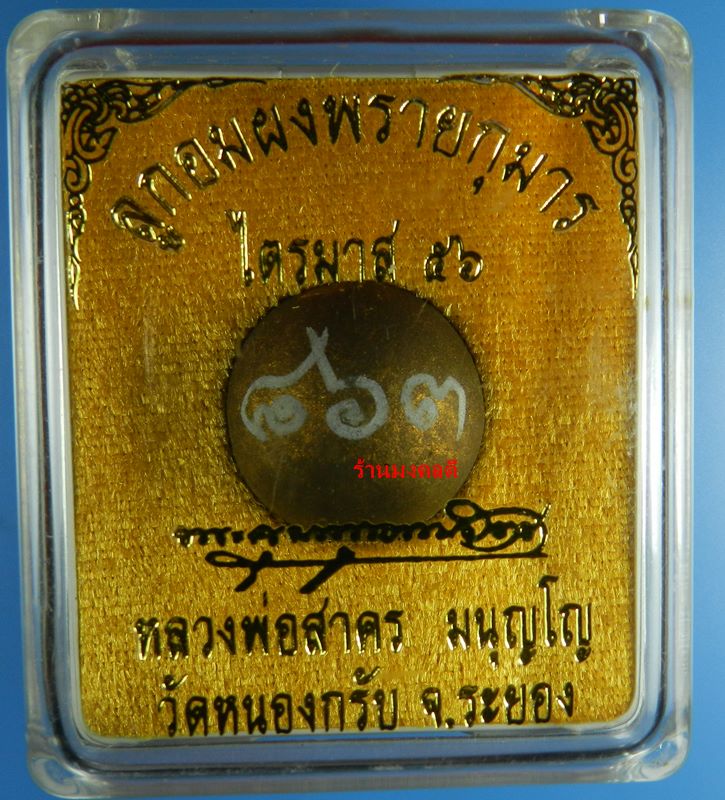 ลูกอมผงพรายกุมาร
ไตรมาส ๕๖
๘๖๓
ร้านมงคลดี
หลวงพ่อสาคร มนุญโญ
วัดหนองกรับ จ.ระยอง